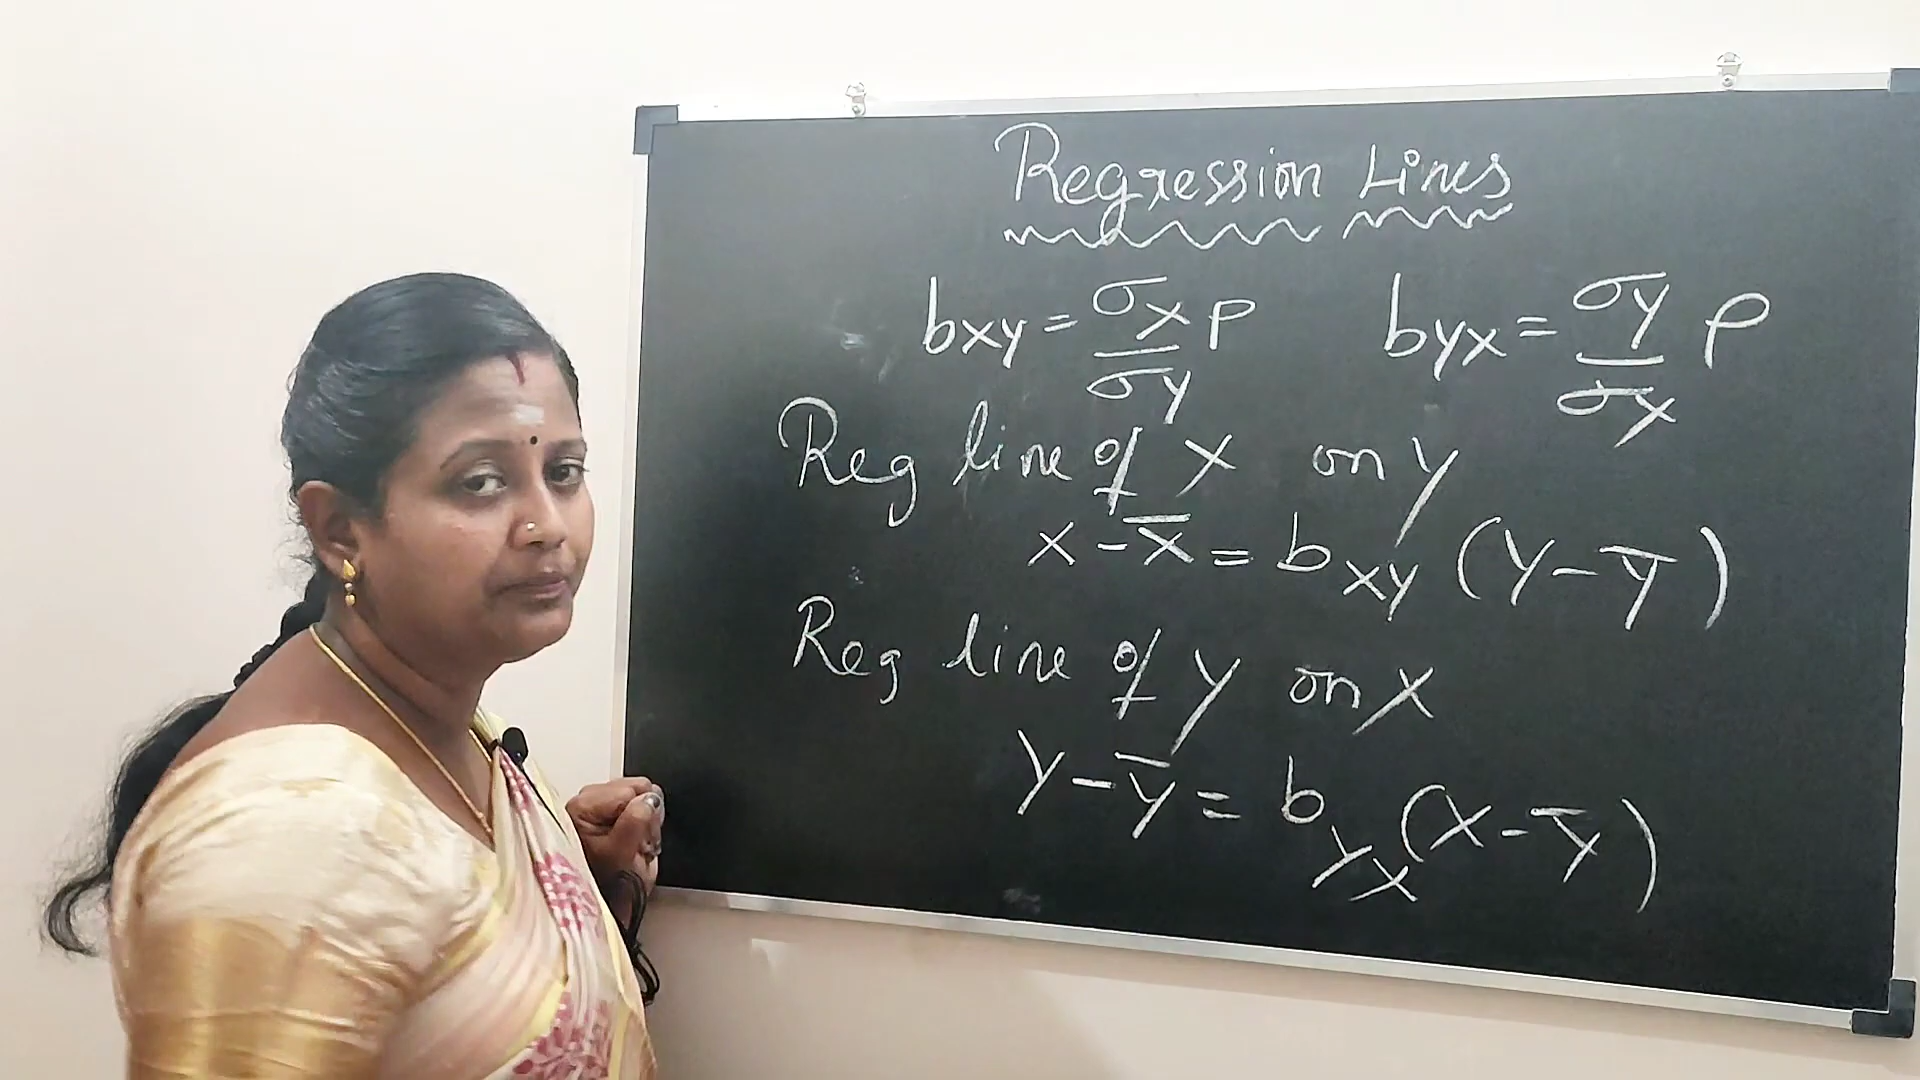 Regression Lines
bxy = σx/σy ρ byx = σy/σx ρ
Reg line of x on y
x - x̅ = bxy (y - y̅)
Reg line of y on x
y - y̅ = byx (x - y̅)